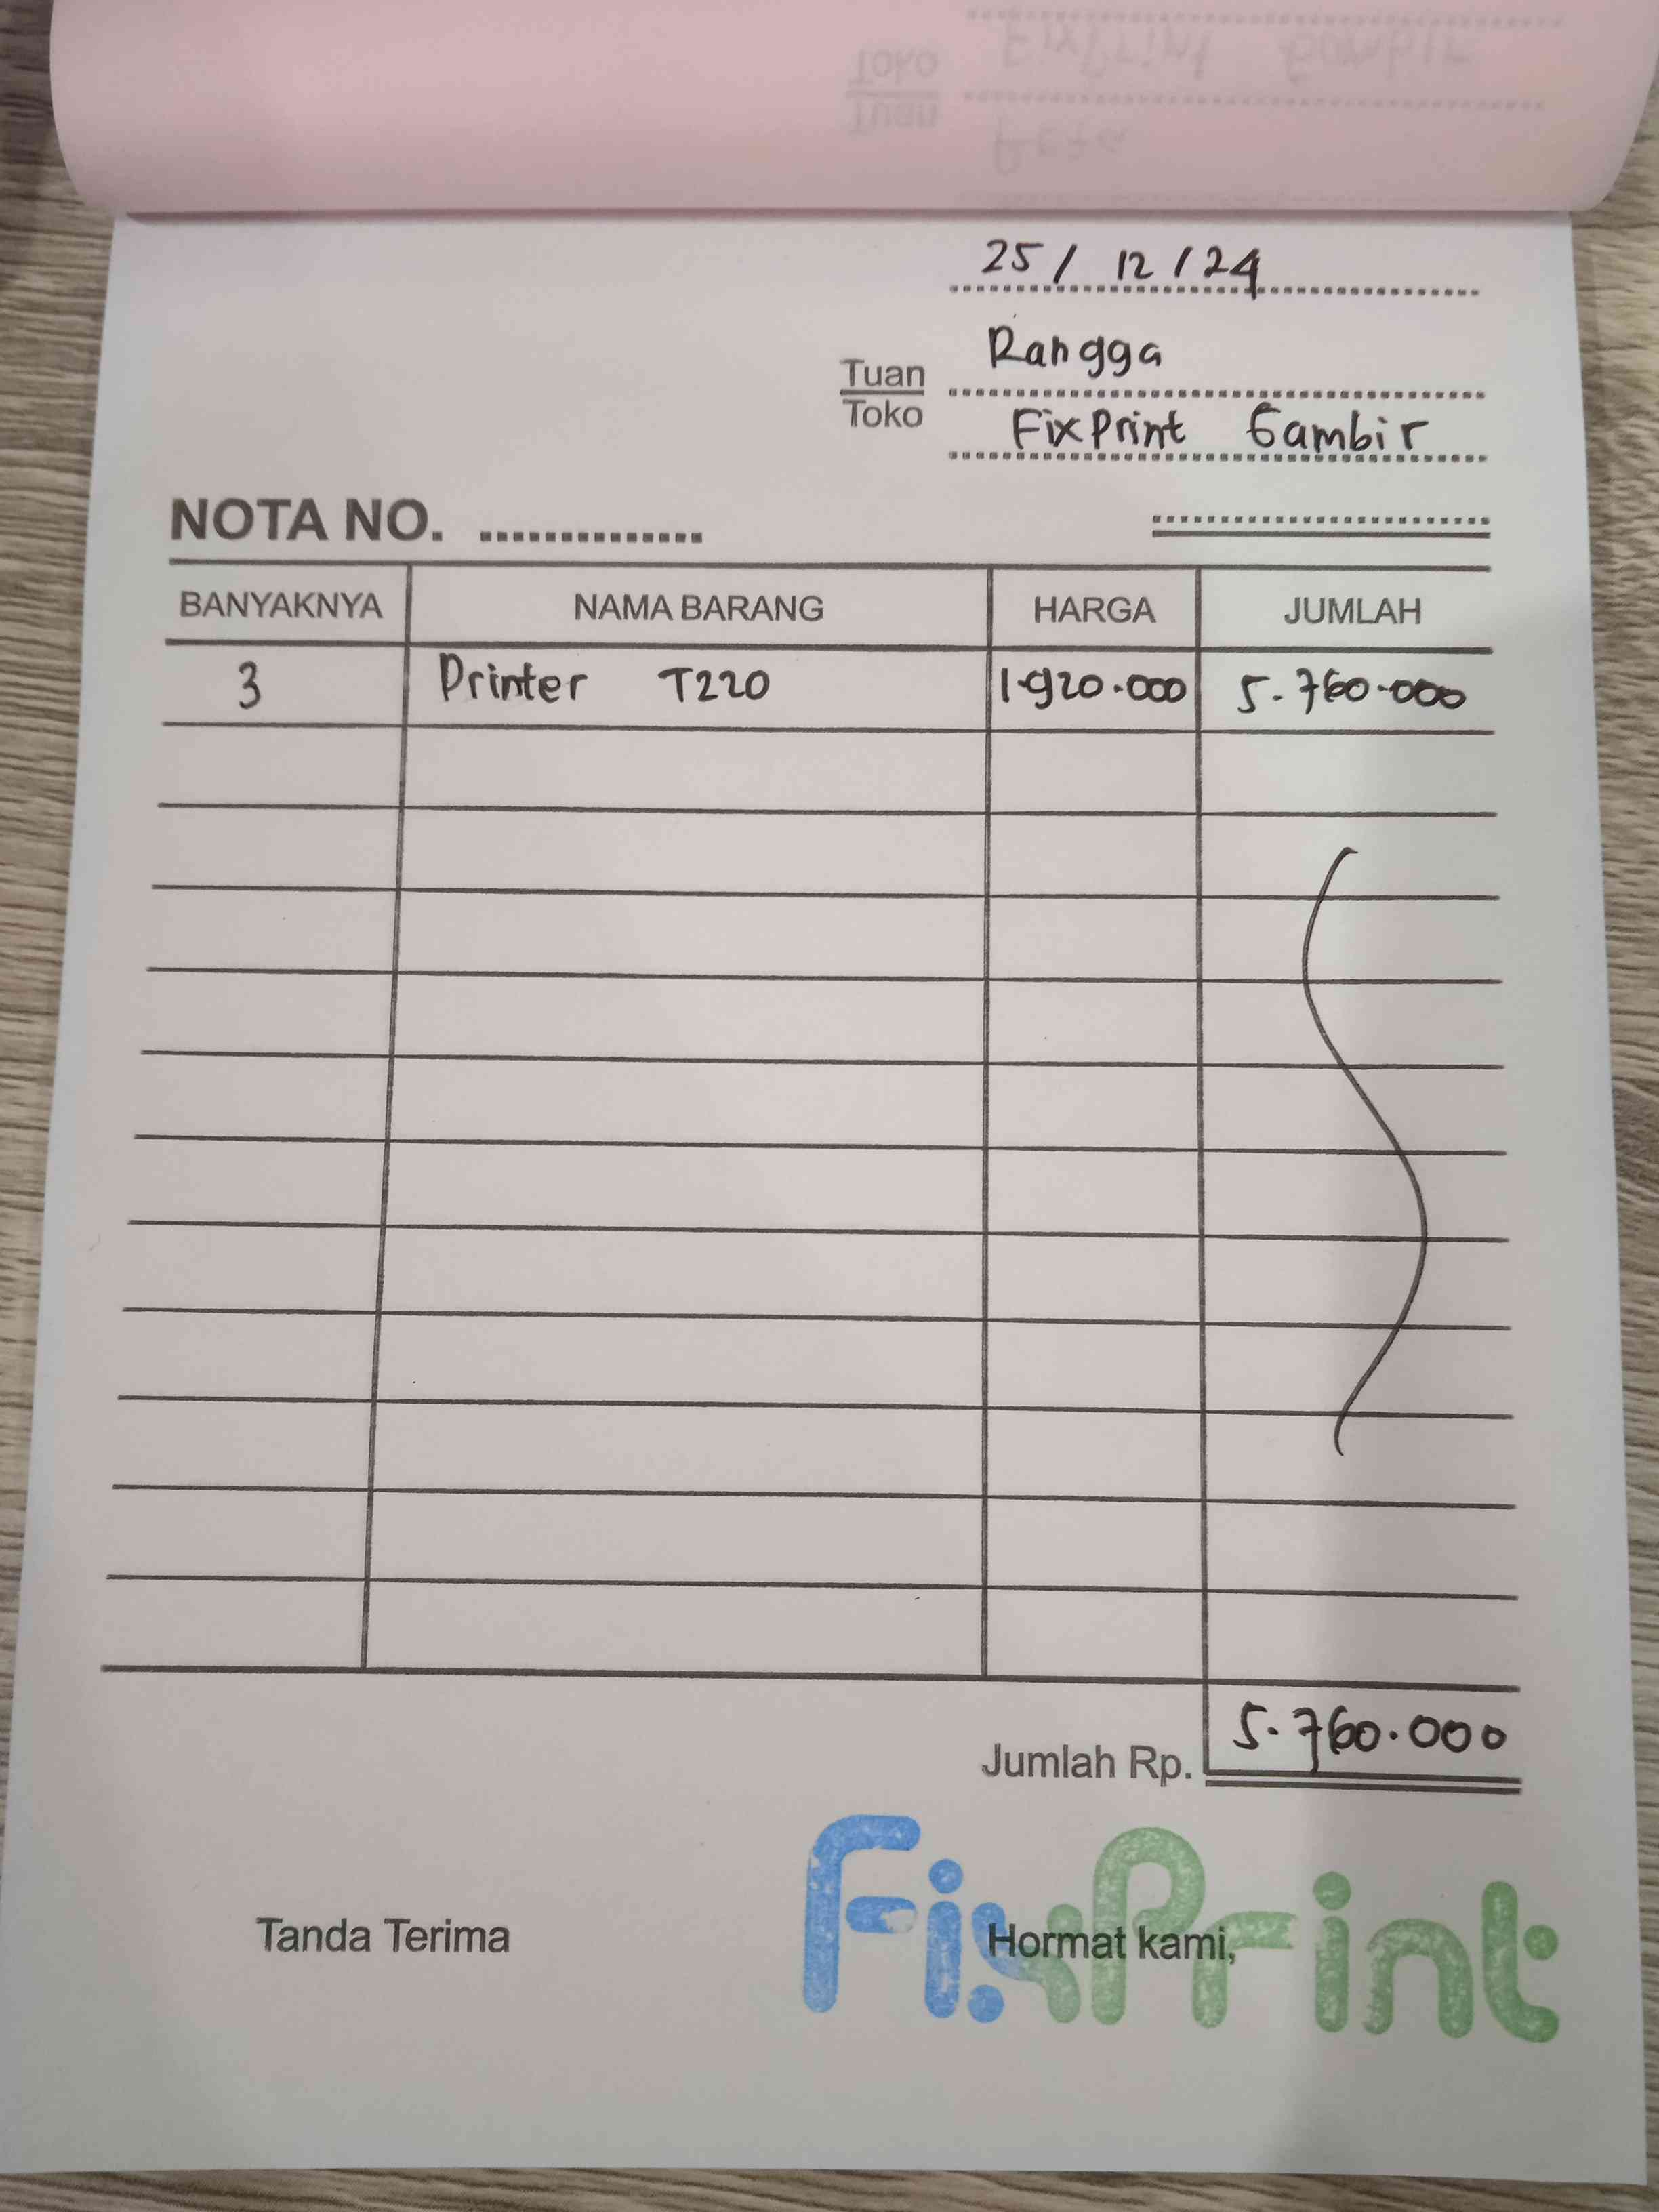 25 / 12 / 24
Rangga
Tuan
Toko
FixPrint Gambir
NOTA NO. ..............
BANYAKNYA NAMA BARANG HARGA JUMLAH
3 Printer T220 1.920.000 5.760.000
Jumlah Rp. 5.760.000
Tanda Terima Hormat kami,
FixPrint